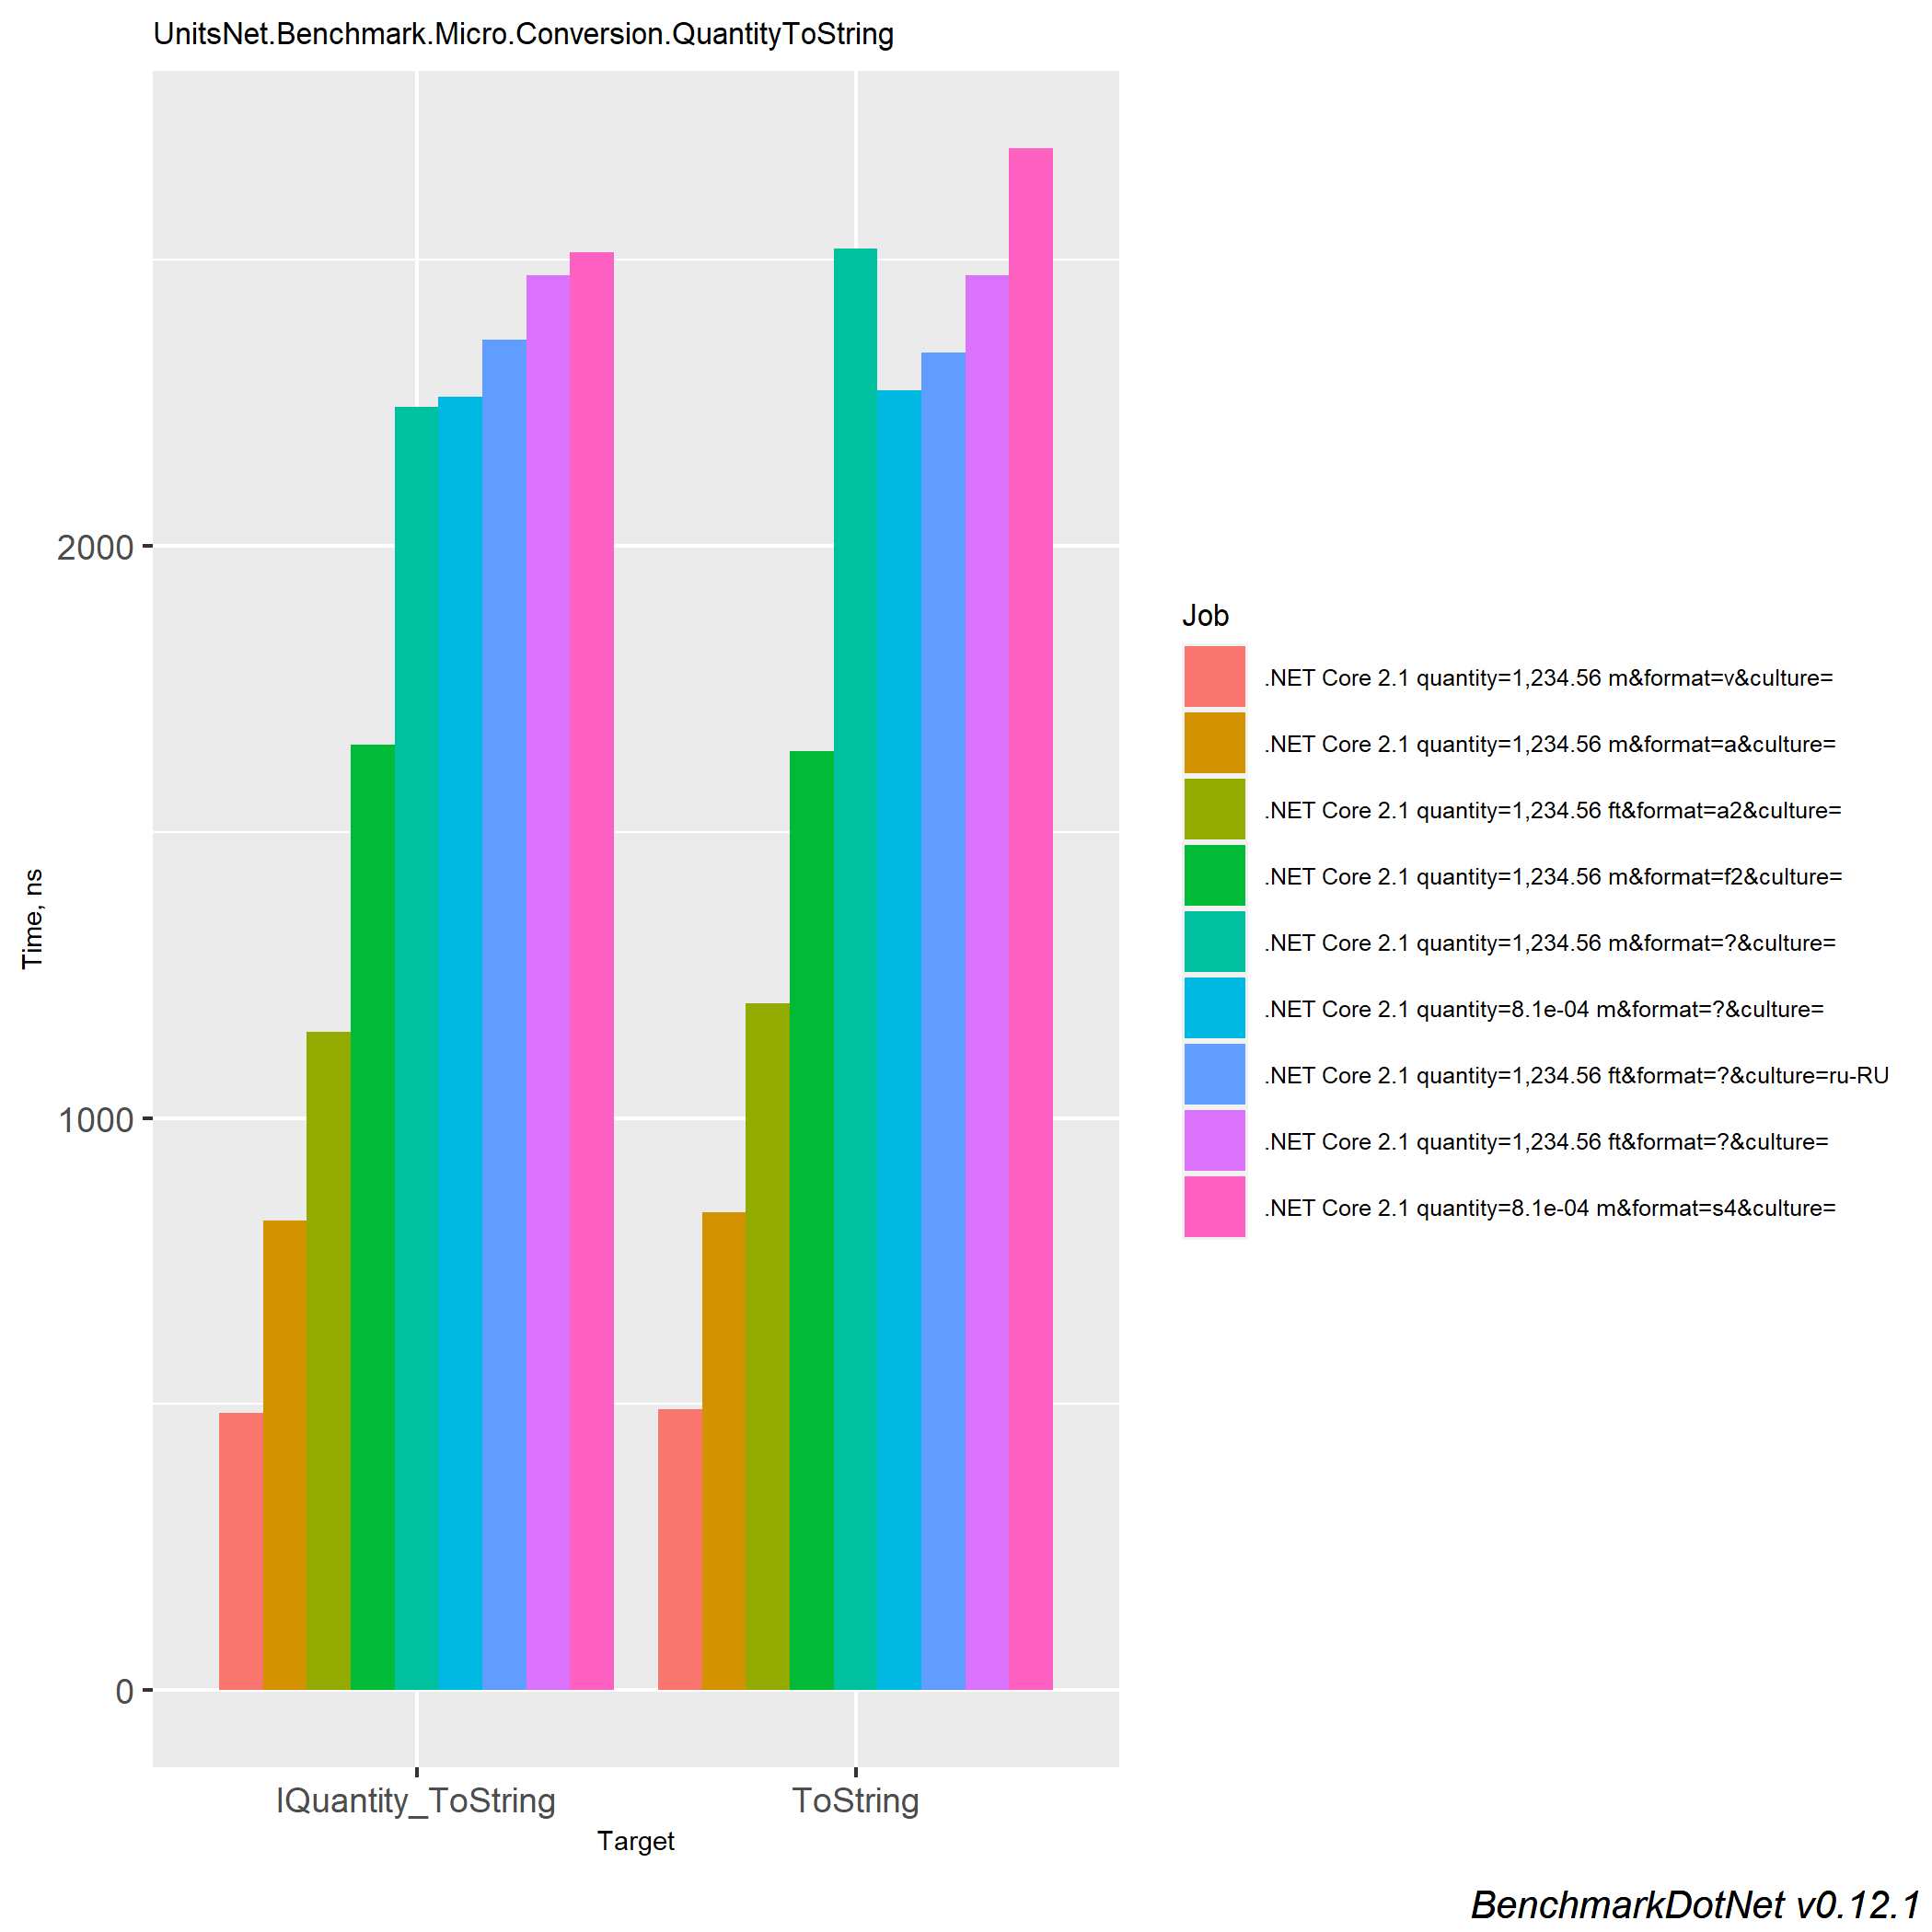 UnitsNet.Benchmark.Micro.Conversion.QuantityToString
2000
1000
0
Time, ns
IQuantity_ToString
ToString
Target
Job
.NET Core 2.1 quantity=1,234.56 m&format=v&culture=
.NET Core 2.1 quantity=1,234.56 m&format=a&culture=
.NET Core 2.1 quantity=1,234.56 ft&format=a2&culture=
.NET Core 2.1 quantity=1,234.56 m&format=f2&culture=
.NET Core 2.1 quantity=1,234.56 m&format=?&culture=
.NET Core 2.1 quantity=8.1e-04 m&format=?&culture=
.NET Core 2.1 quantity=1,234.56 ft&format=?&culture=ru-RU
.NET Core 2.1 quantity=1,234.56 ft&format=?&culture=
.NET Core 2.1 quantity=8.1e-04 m&format=s4&culture=
BenchmarkDotNet v0.12.1